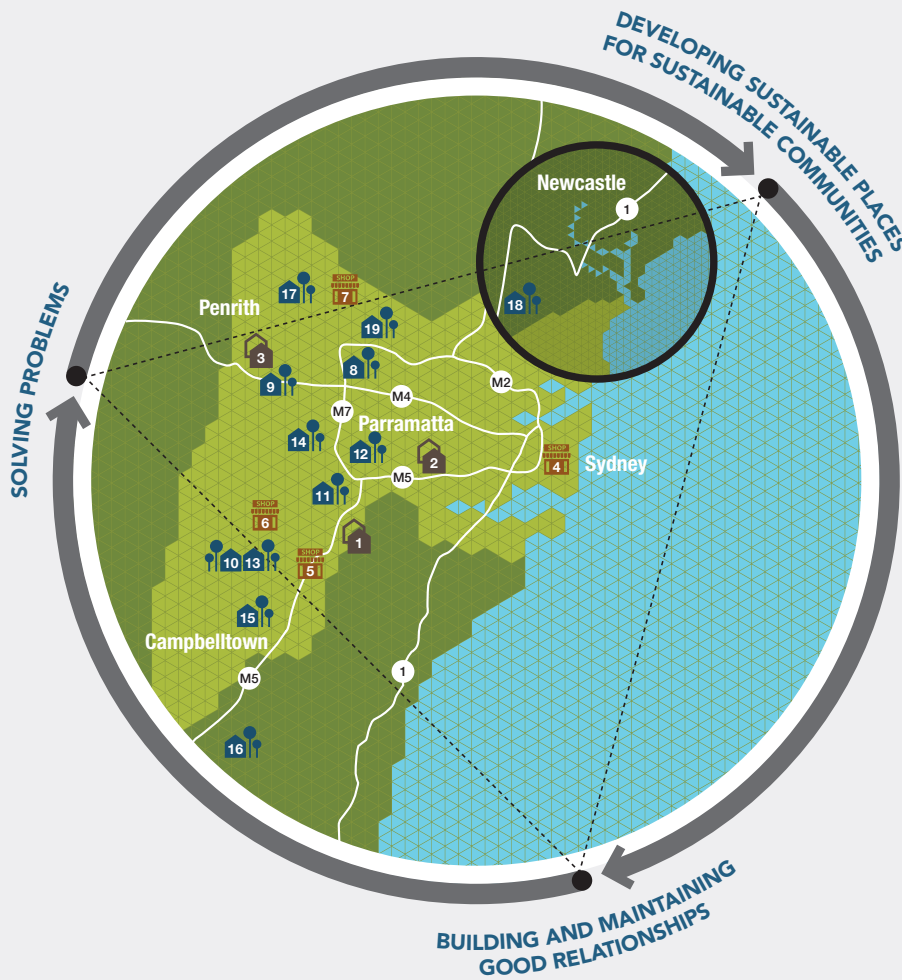 DEVELOPING SUSTAINABLE PLACES
FOR SUSTAINABLE COMMUNITIES
Newcastle
1
18
SHOP
7
17
Penrith
19
3
8
9
M2
M4
M7
Parramatta
14
12
2
SHOP
4
Sydney
M5
11
SHOP
6
1
10
13
SHOP
5
15
Campbelltown
1
M5
16
SOLVING PROBLEMS
BUILDING AND MAINTAINING
GOOD RELATIONSHIPS